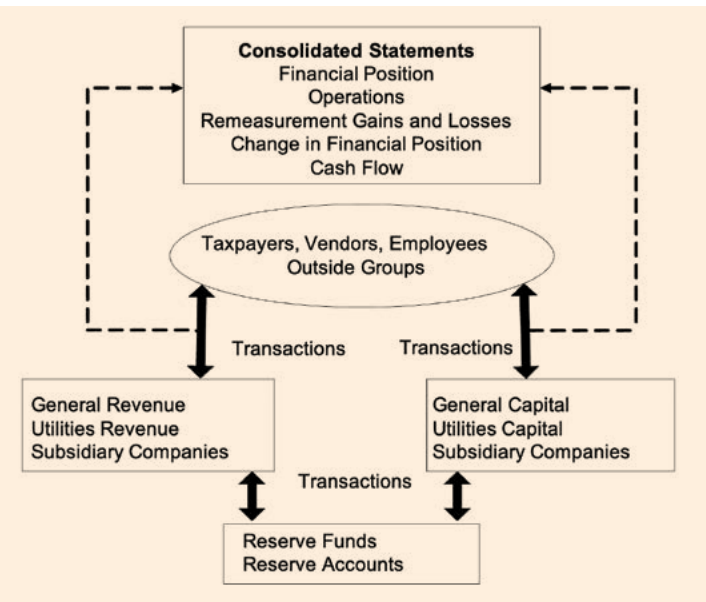 Consolidated Statements
Financial Position
Operations
Remeasurement Gains and Losses
Change in Financial Position
Cash Flow
Taxpayers, Vendors, Employees
Outside Groups
Transactions
Transactions
General Revenue
Utilities Revenue
Subsidiary Companies
General Capital
Utilities Capital
Subsidiary Companies
Transactions
Reserve Funds
Reserve Accounts